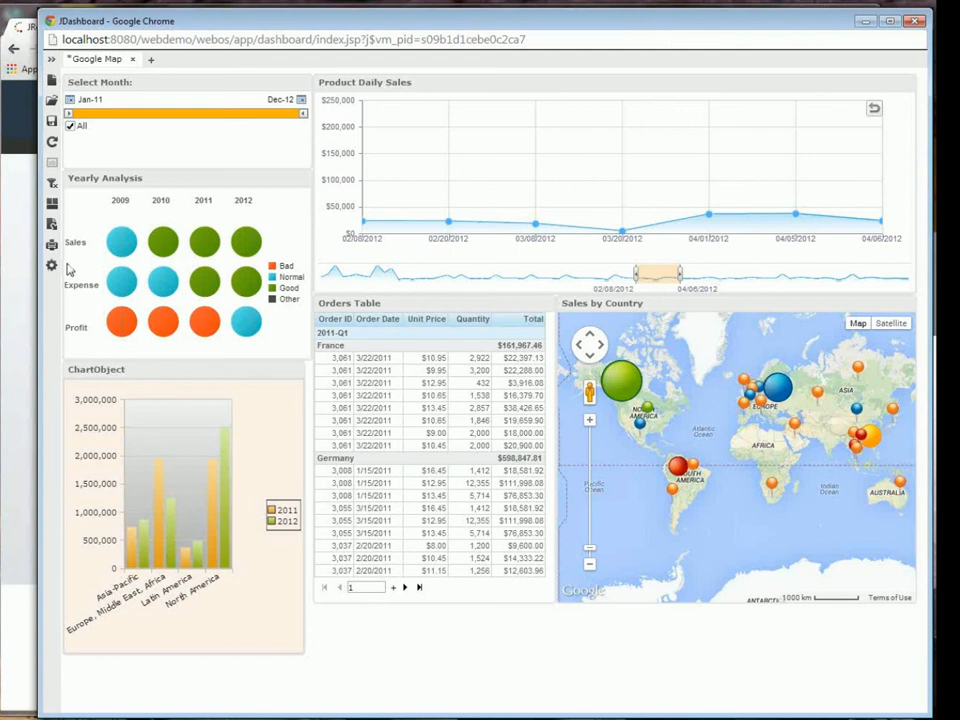 JDashboard - Google Chrome
localhost:8080/webdemo/webos/app/dashboard/index.jsp?j$vm_pid=s09b1d1cebe0c2ca7
App
*Google Map × +
Select Month:
Jan-11 Dec-12
All
Yearly Analysis
2009 2010 2011 2012
Sales
Expense
Profit
Bad
Normal
Good
Other
ChartObject
3,000,000
2,500,000
2,000,000
1,500,000
1,000,000
500,000
0
Asia-Pacific
Europe, Middle East, Africa
Latin America
North America
2011
2012
Product Daily Sales
$250,000
$200,000
$150,000
$100,000
$50,000
$0
02/08/2012 02/20/2012 03/08/2012 03/20/2012 04/01/2012 04/05/2012 04/06/2012
02/08/2012 04/06/2012
Orders Table
Order ID Order Date Unit Price Quantity Total
2011-Q1
France $161,967.46
3,061 3/22/2011 $10.95 2,922 $22,397.13
3,061 3/22/2011 $9.95 3,200 $22,288.00
3,061 3/22/2011 $12.95 432 $3,916.08
3,061 3/22/2011 $10.65 1,538 $16,379.70
3,061 3/22/2011 $13.45 2,857 $38,426.65
3,061 3/22/2011 $10.65 1,846 $19,659.90
3,061 3/22/2011 $9.00 2,000 $18,000.00
3,061 3/22/2011 $10.45 2,000 $20,900.00
Germany $598,847.81
3,008 1/15/2011 $16.45 1,412 $18,581.92
3,008 1/15/2011 $12.95 12,355 $111,998.08
3,008 1/15/2011 $13.45 5,714 $76,853.30
3,055 3/15/2011 $16.45 1,412 $18,581.92
3,055 3/15/2011 $12.95 12,355 $111,998.08
3,055 3/15/2011 $13.45 5,714 $76,853.30
3,037 2/20/2011 $8.00 1,200 $9,600.00
3,037 2/20/2011 $10.45 1,524 $14,333.22
3,037 2/20/2011 $11.15 1,256 $12,603.96
1
Sales by Country
Map Satellite
NORTH AMERICA
Atlantic Ocean
EUROPE
ASIA
AFRICA
Pacific Ocean
SOUTH AMERICA
Indian Ocean
AUSTRALIA
Google
1000 km
Terms of Use